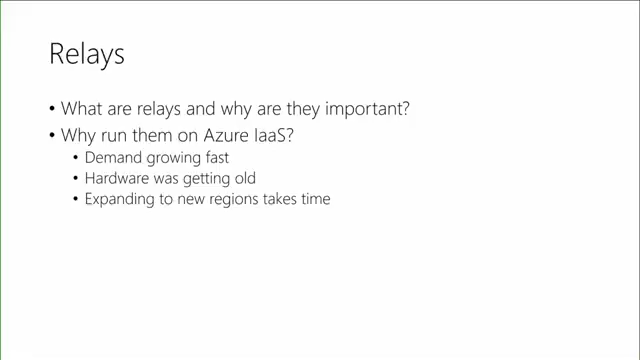 Relays
• What are relays and why are they important?
• Why run them on Azure IaaS?
• Demand growing fast
• Hardware was getting old
• Expanding to new regions takes time